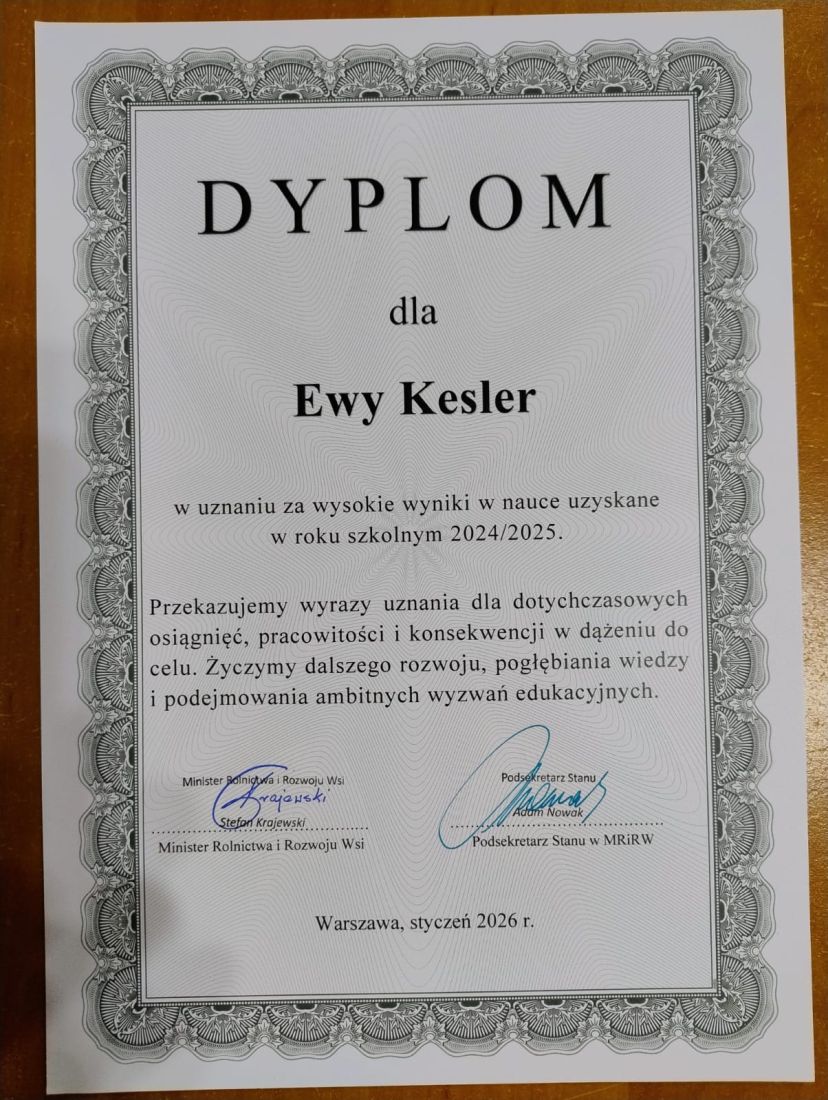 DYPLOM
dla
Ewy Kesler
w uznaniu za wysokie wyniki w nauce uzyskane
w roku szkolnym 2024/2025.
Przekazujemy wyrazy uznania dla dotychczasowych
osiągnięć, pracowitości i konsekwencji w dążeniu do
celu. Życzymy dalszego rozwoju, pogłębiania wiedzy
i podejmowania ambitnych wyzwań edukacyjnych.
Minister Rolnictwa i Rozwoju Wsi
Krajewski
Stefan Krajewski
Minister Rolnictwa i Rozwoju Wsi
Podsekretarz Stanu
Nowak
Adam Nowak
Podsekretarz Stanu w MRiRW
Warszawa, styczeń 2026 r.